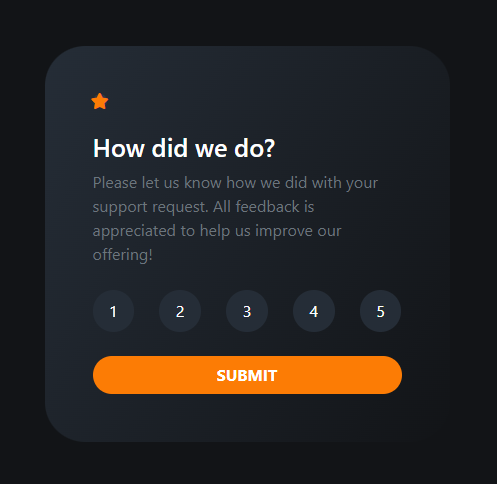 How did we do?
Please let us know how we did with your
support request. All feedback is
appreciated to help us improve our
offering!
1 2 3 4 5
SUBMIT